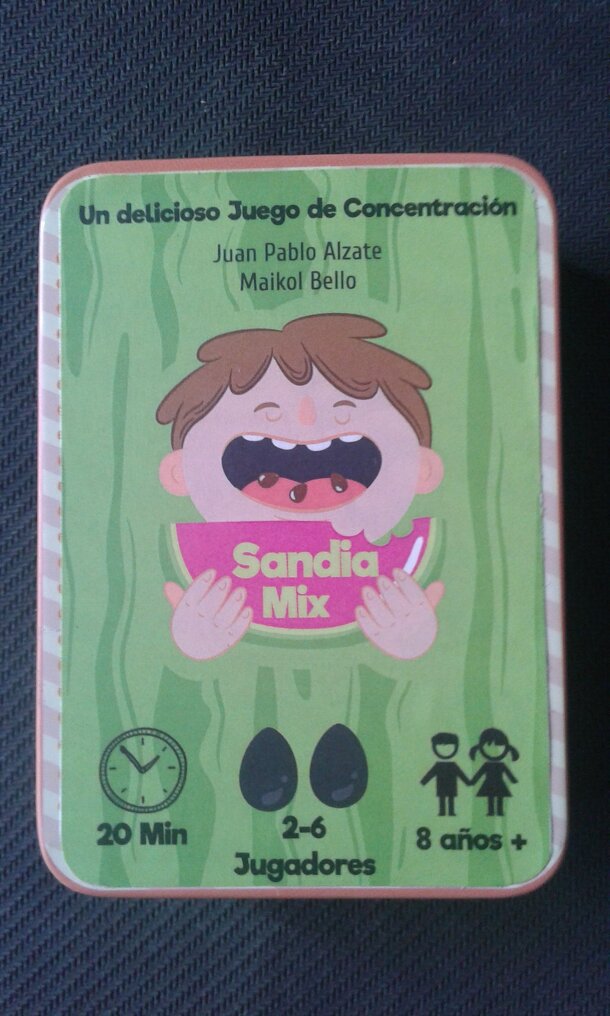 Un delicioso Juego de Concentración
Juan Pablo Alzate
Maikol Bello
Sandia
Mix
20 Min
2-6
Jugadores
8 años +